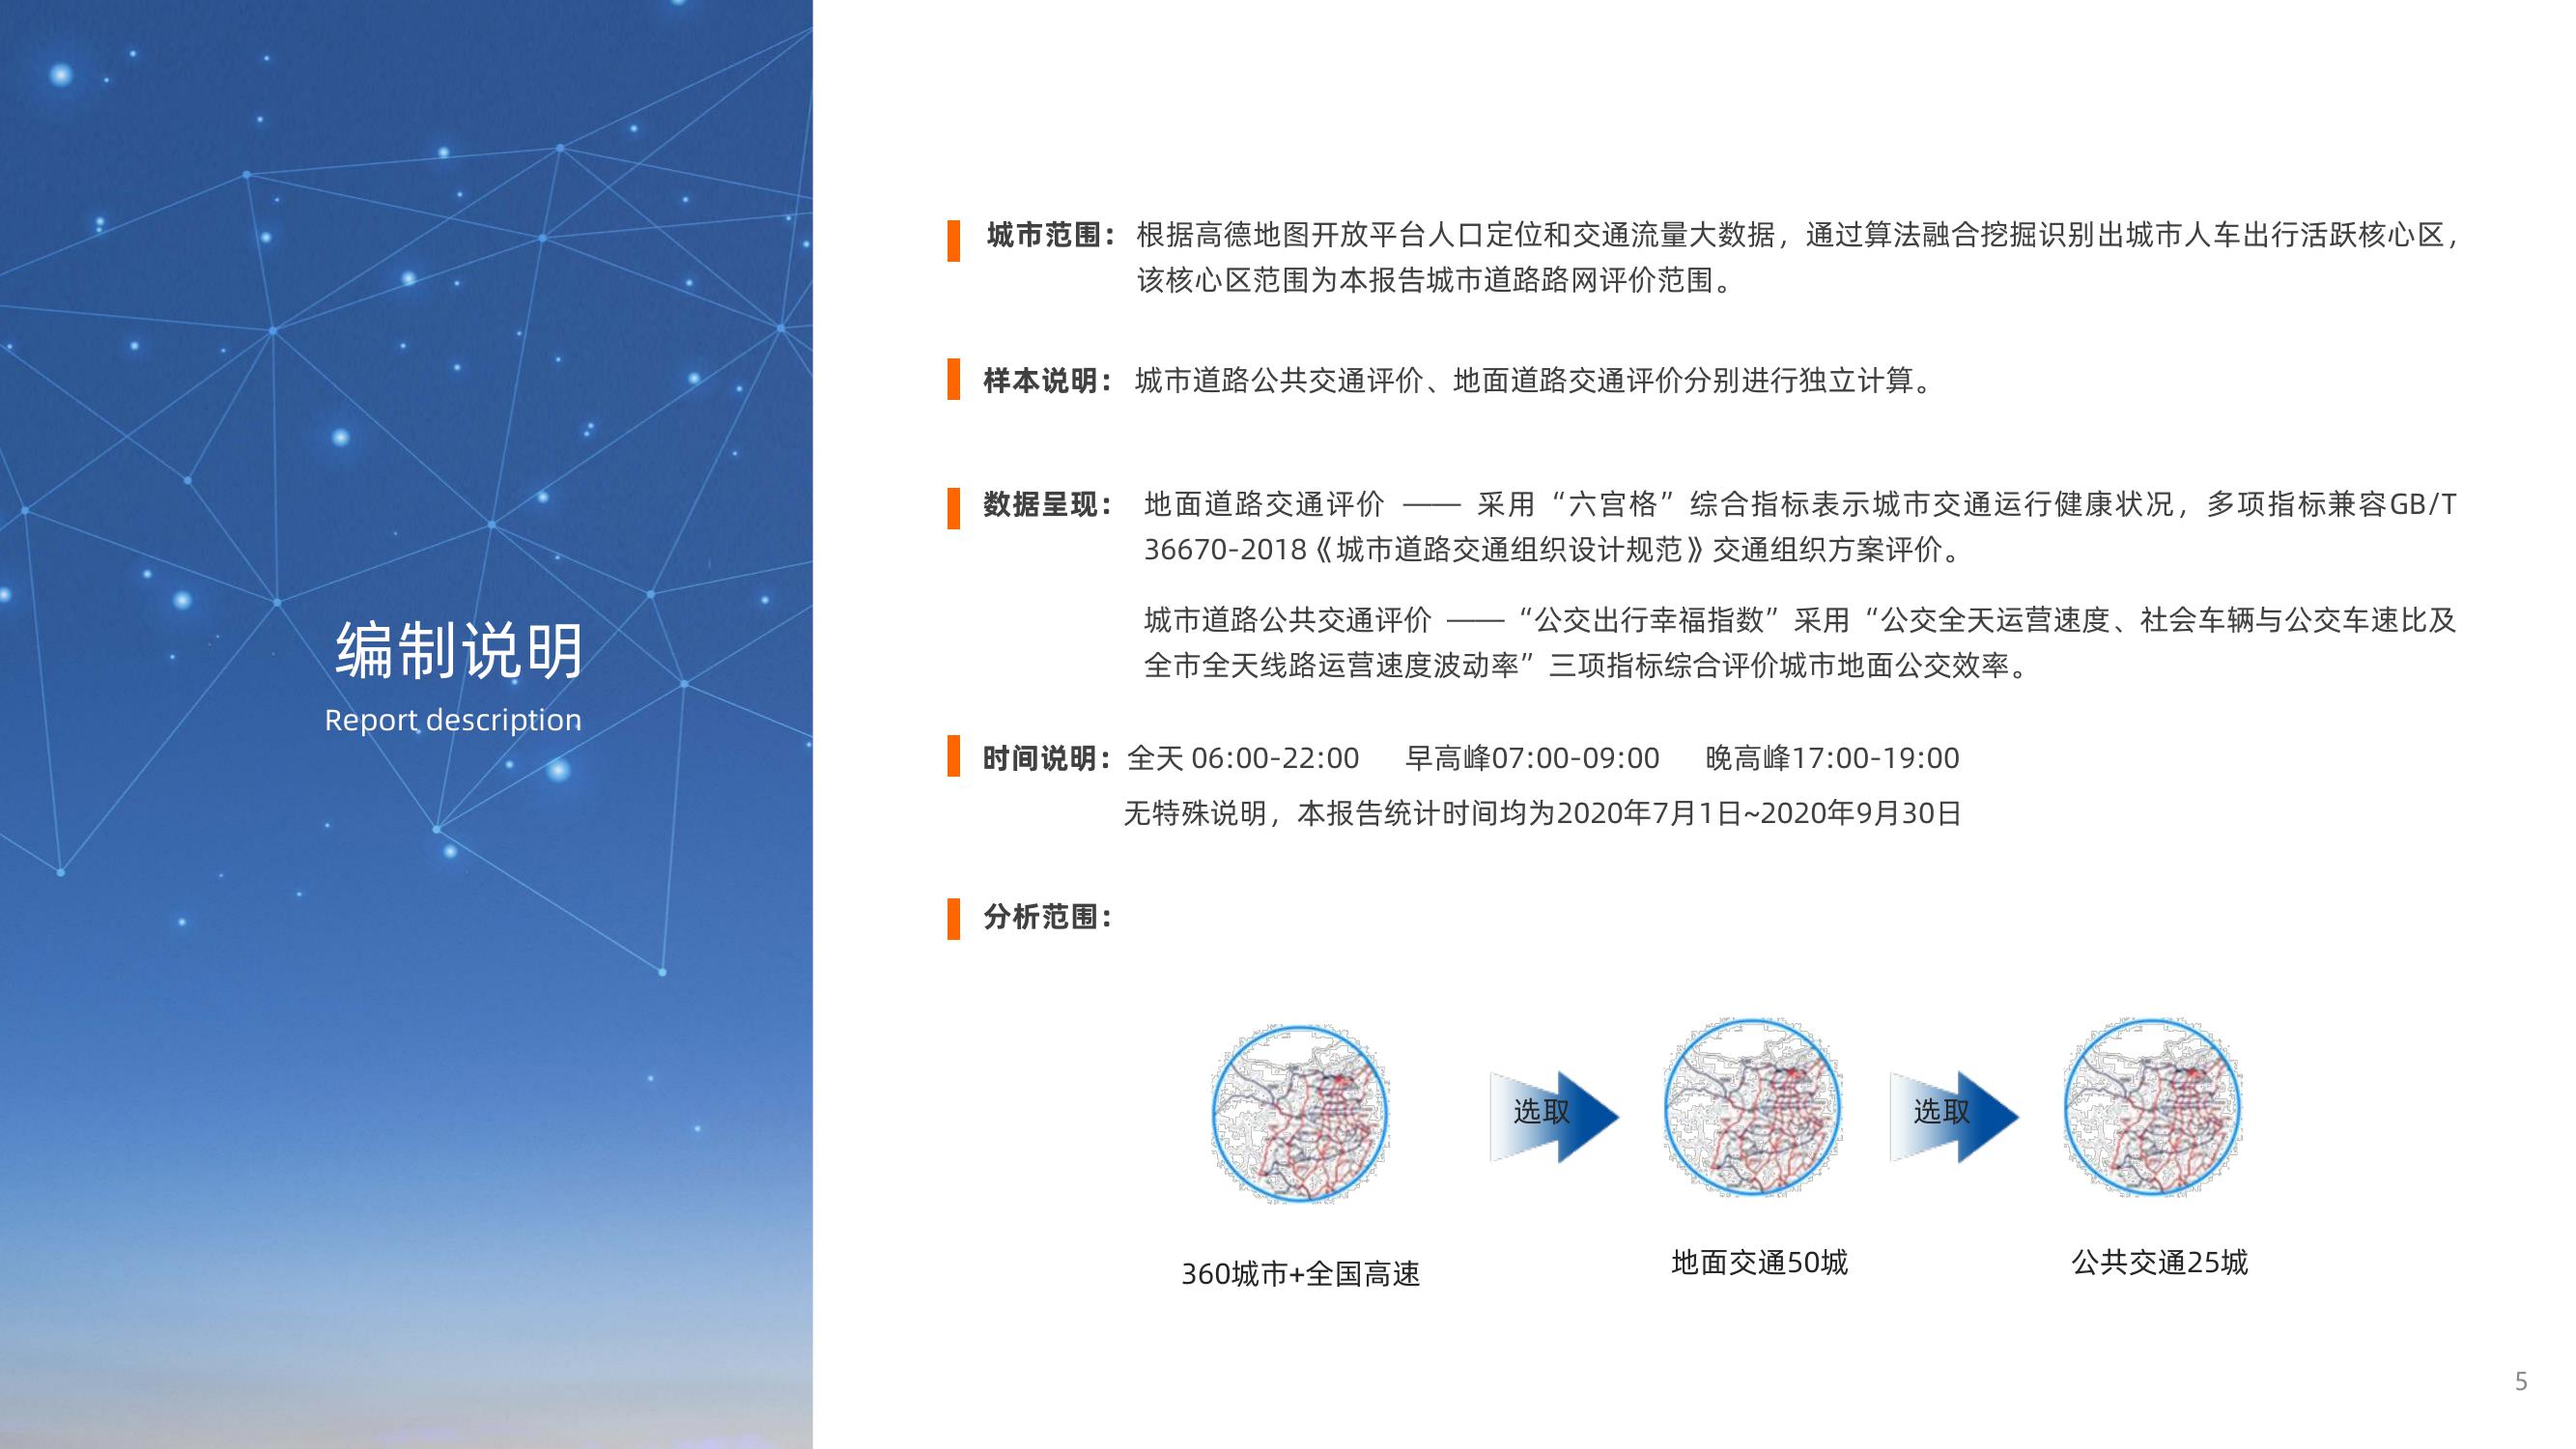 编制说明
Report description
城市范围：根据高德地图开放平台人口定位和交通流量大数据，通过算法融合挖掘识别出城市人车出行活跃核心区，
该核心区范围为本报告城市道路路网评价范围。
样本说明：城市道路公共交通评价、地面道路交通评价分别进行独立计算。
数据呈现：地面道路交通评价 —— 采用“六宫格”综合指标表示城市交通运行健康状况，多项指标兼容GB/T
36670-2018《城市道路交通组织设计规范》交通组织方案评价。
城市道路公共交通评价 ——“公交出行幸福指数”采用“公交全天运营速度、社会车辆与公交车速比及
全市全天线路运营速度波动率”三项指标综合评价城市地面公交效率。
时间说明：全天 06:00-22:00 早高峰07:00-09:00 晚高峰17:00-19:00
无特殊说明，本报告统计时间均为2020年7月1日~2020年9月30日
分析范围：
选取
选取
360城市+全国高速
地面交通50城
公共交通25城
5